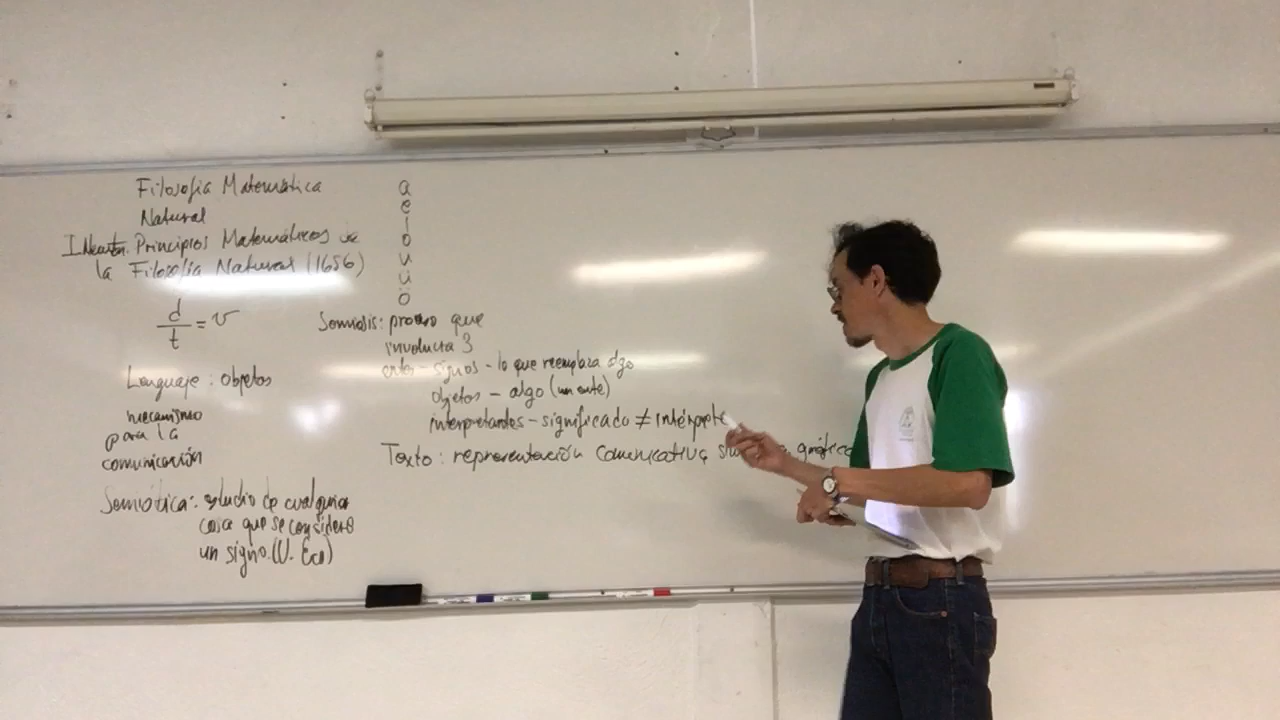 Filosofía Matemática
Natural
I. Newton. Principios Matemáticos de
la Filosofía Natural (1656)
d
t
= v
Lenguaje : objetos
mecanismo
para la
comunicación
Semiótica: estudio de cualquier
cosa que se considere
un signo. (U. Eco)
a
e
i
o
u
ü
ö
Semiosis: proceso que
involucra 3
entes - signos - lo que reemplaza algo
objetos - algo (un ente)
interpretantes - significado ≠ intérprete
Texto : representación comunicativa gráfica